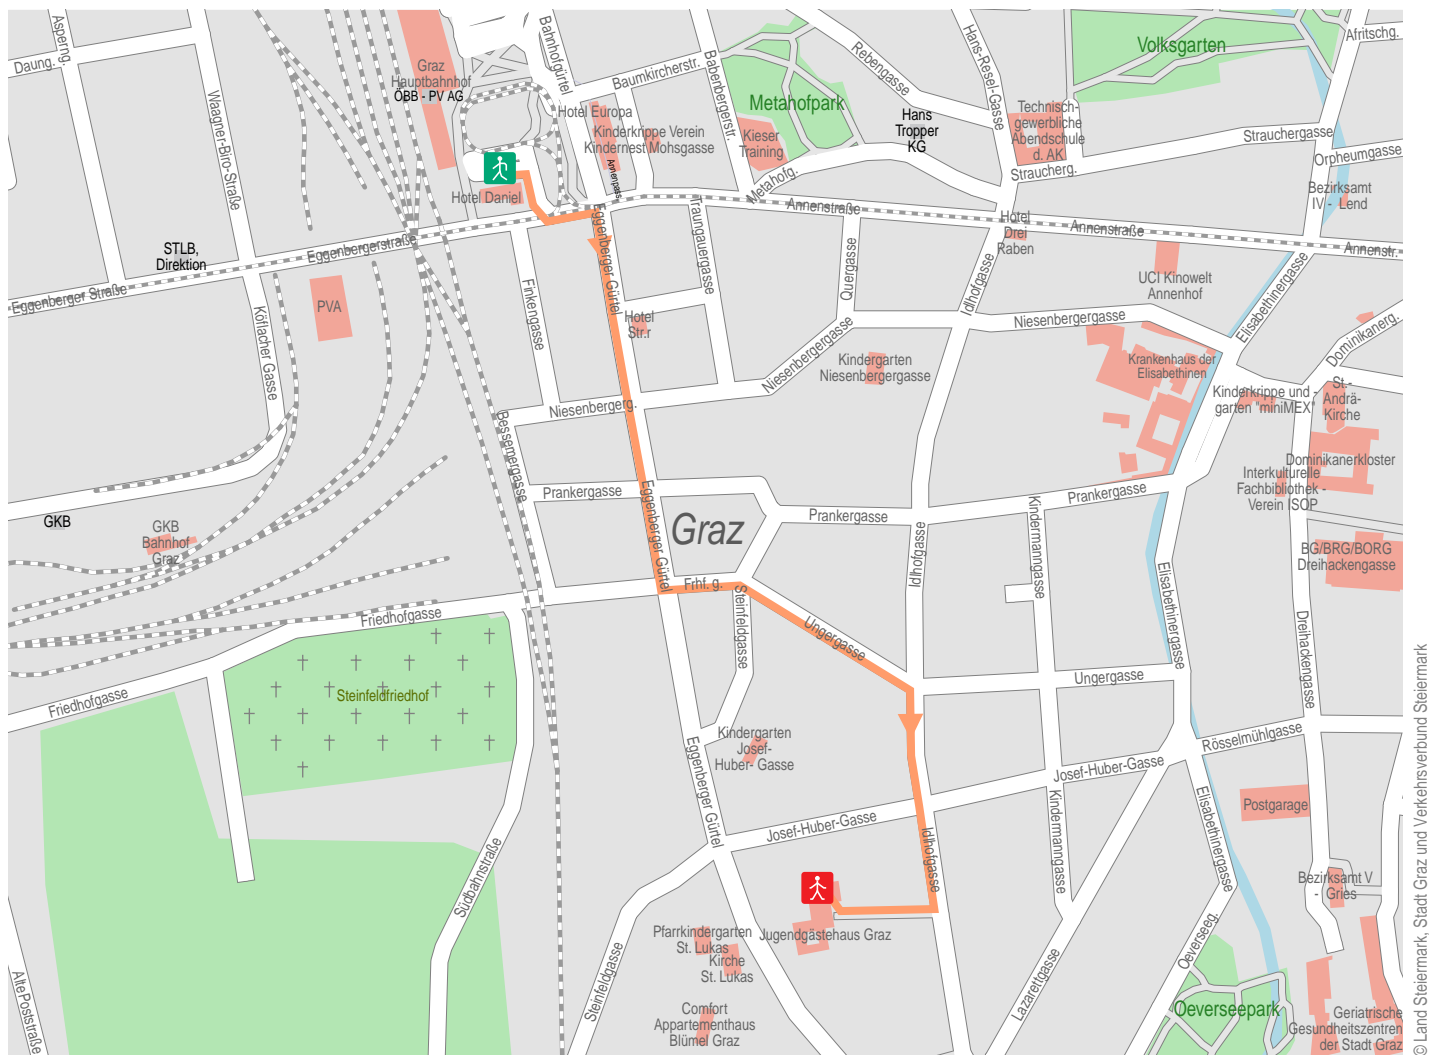 Asperng.
Daung.
Waagner-Biro-Straße
Graz
Hauptbahnhof
ÖBB - PV AG
Bahnhofgürtel
Baumkircherstr.
Babenbergerstr.
Rebengasse
Hans-Resel-Gasse
Volksgarten
Afritschg.
Hotel Europa
Kinderkrippe Verein
Kindernest Mohsgasse
Annenpass.
Metahofpark
Kieser
Training
Hans
Tropper
KG
Technisch-
gewerbliche
Abendschule
d. AK
Strauchergasse
Straucherg.
Orpheumgasse
Bezirksamt
IV - Lend
Metahofg.
Hotel Daniel
Annenstraße
Hotel
Drei
Raben
Annenstraße
Annenstr.
STLB,
Direktion
Eggenbergerstraße
Eggenberger Straße
Eggenberger Gürtel
Traungauergasse
Quergasse
Idlhofgasse
UCI Kinowelt
Annenhof
Elisabethinergasse
PVA
Köflacher Gasse
Finkengasse
Hotel
Str.r
Niesenbergergasse
Niesenbergergasse
Kindergarten
Niesenbergergasse
Krankenhaus der
Elisabethinen
Dominikanerg.
Kinderkrippe und -
garten "miniMEX"
St.-
Andrä-
Kirche
Niesenbergerg.
Bessemergasse
Dominikanerkloster
Interkulturelle
Fachbibliothek -
Verein ISOP
Prankergasse
Eggenberger Gürtel
Graz
Prankergasse
Kindermanngasse
Prankergasse
GKB
GKB
Bahnhof
Graz
BG/BRG/BORG
Dreihackengasse
Idlhofgasse
Elisabethinergasse
Frhf. g.
Steinfeldgasse
Friedhofgasse
Ungergasse
Dreihackengasse
Ungergasse
Steinfeldfriedhof
Friedhofgasse
Kindergarten
Josef-
Huber- Gasse
Eggenberger Gürtel
Rösselmühlgasse
Josef-Huber-Gasse
Josef-Huber-Gasse
Kindermanngasse
Elisabethinergasse
Postgarage
Südbahnstraße
Idlhofgasse
Bezirksamt V
- Gries
Pfarrkindergarten
St. Lukas
Kirche
St. Lukas
Jugendgästehaus Graz
Steinfeldgasse
Lazarettgasse
Oeverseeg.
Alte Poststraße
Comfort
Appartementhaus
Blümel Graz
Oeverseepark
Geriatrische
Gesundheitszentren
der Stadt Graz
© Land Steiermark, Stadt Graz und Verkehrsverbund Steiermark